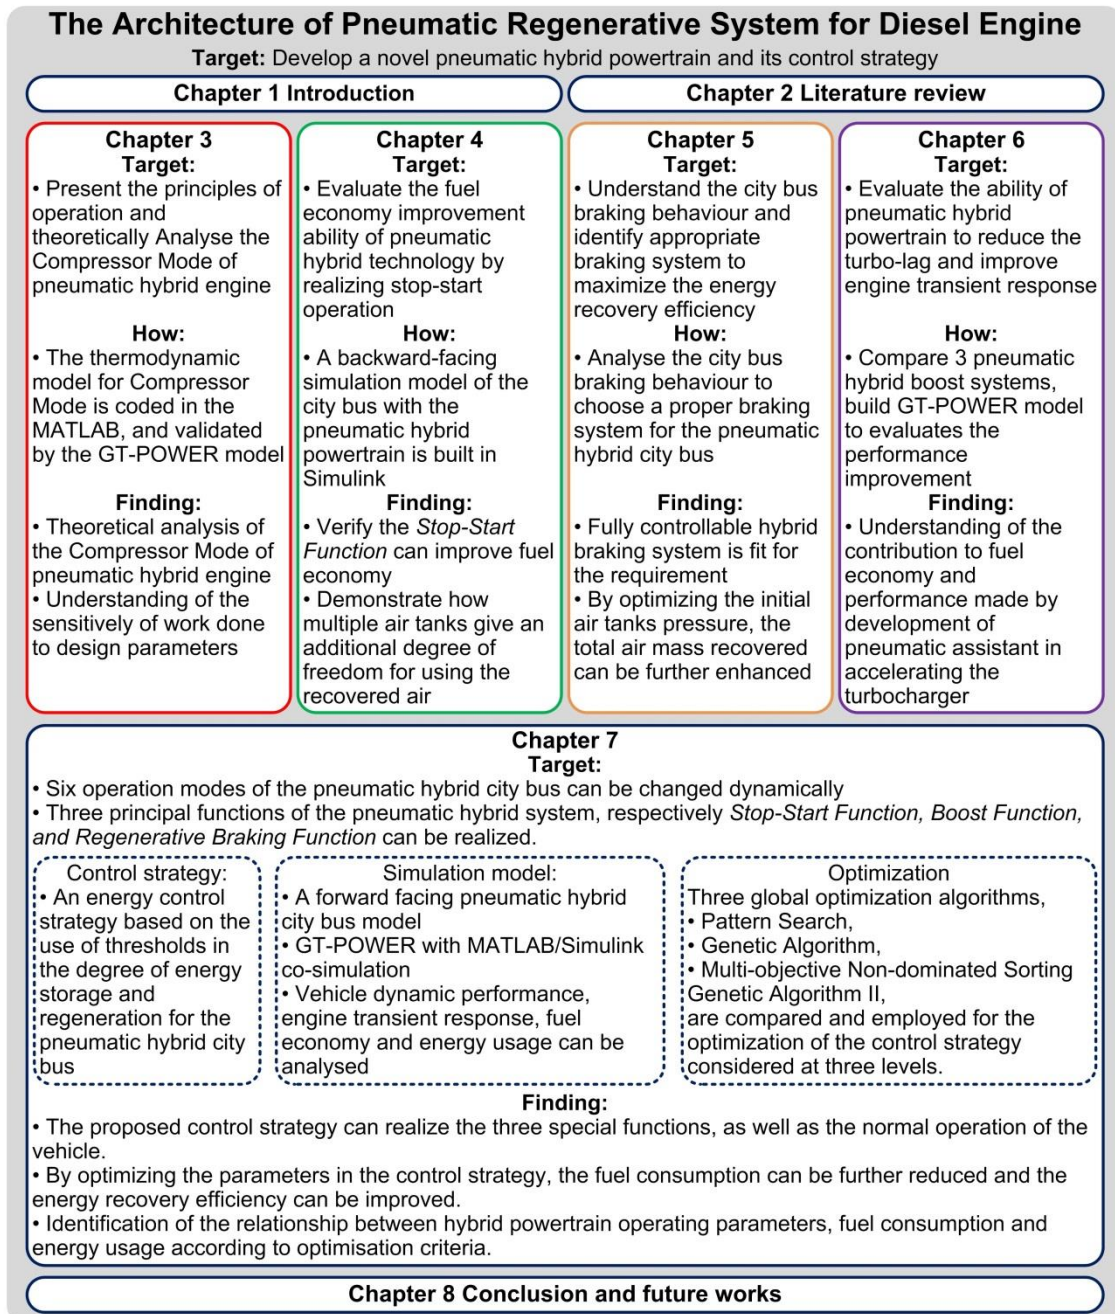 The Architecture of Pneumatic Regenerative System for Diesel Engine
Target: Develop a novel pneumatic hybrid powertrain and its control strategy
Chapter 1 Introduction
Chapter 2 Literature review
Chapter 3
Target:
• Present the principles of
operation and
theoretically Analyse the
Compressor Mode of
pneumatic hybrid engine
How:
• The thermodynamic
model for Compressor
Mode is coded in the
MATLAB, and validated
by the GT-POWER model
Finding:
• Theoretical analysis of
the Compressor Mode of
pneumatic hybrid engine
• Understanding of the
sensitively of work done
to design parameters
Chapter 4
Target:
• Evaluate the fuel
economy improvement
ability of pneumatic
hybrid technology by
realizing stop-start
operation
How:
• A backward-facing
simulation model of the
city bus with the
pneumatic hybrid
powertrain is built in
Simulink
Finding:
• Verify the Stop-Start
Function can improve fuel
economy
• Demonstrate how
multiple air tanks give an
additional degree of
freedom for using the
recovered air
Chapter 5
Target:
• Understand the city bus
braking behaviour and
identify appropriate
braking system to
maximize the energy
recovery efficiency
How:
• Analyse the city bus
braking behaviour to
choose a proper braking
system for the pneumatic
hybrid city bus
Finding:
• Fully controllable hybrid
braking system is fit for
the requirement
• By optimizing the initial
air tanks pressure, the
total air mass recovered
can be further enhanced
Chapter 6
Target:
• Evaluate the ability of
pneumatic hybrid
powertrain to reduce the
turbo-lag and improve
engine transient response
How:
• Compare 3 pneumatic
hybrid boost systems,
build GT-POWER model
to evaluates the
performance
improvement
Finding:
• Understanding of the
contribution to fuel
economy and
performance made by
development of
pneumatic assistant in
accelerating the
turbocharger
Chapter 7
Target:
• Six operation modes of the pneumatic hybrid city bus can be changed dynamically
• Three principal functions of the pneumatic hybrid system, respectively Stop-Start Function, Boost Function,
and Regenerative Braking Function can be realized.
Control strategy:
• An energy control
strategy based on the
use of thresholds in
the degree of energy
storage and
regeneration for the
pneumatic hybrid city
bus
Simulation model:
• A forward facing pneumatic hybrid
city bus model
• GT-POWER with MATLAB/Simulink
co-simulation
• Vehicle dynamic performance,
engine transient response, fuel
economy and energy usage can be
analysed
Optimization
Three global optimization algorithms,
• Pattern Search,
• Genetic Algorithm,
• Multi-objective Non-dominated Sorting
Genetic Algorithm II,
are compared and employed for the
optimization of the control strategy
considered at three levels.
Finding:
• The proposed control strategy can realize the three special functions, as well as the normal operation of the
vehicle.
• By optimizing the parameters in the control strategy, the fuel consumption can be further reduced and the
energy recovery efficiency can be improved.
• Identification of the relationship between hybrid powertrain operating parameters, fuel consumption and
energy usage according to optimisation criteria.
Chapter 8 Conclusion and future works